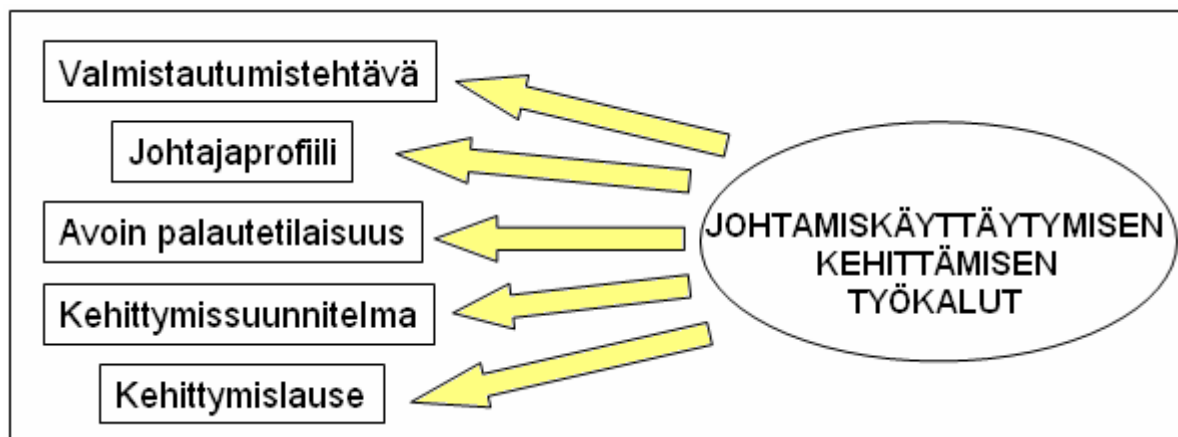 Valmistautumistehtävä
Johtajaprofiili
Avoin palautetilaisuus
Kehittymissuunnitelma
Kehittymislause
JOHTAMISKÄYTTÄYTYMISEN
KEHITTÄMISEN
TYÖKALUT